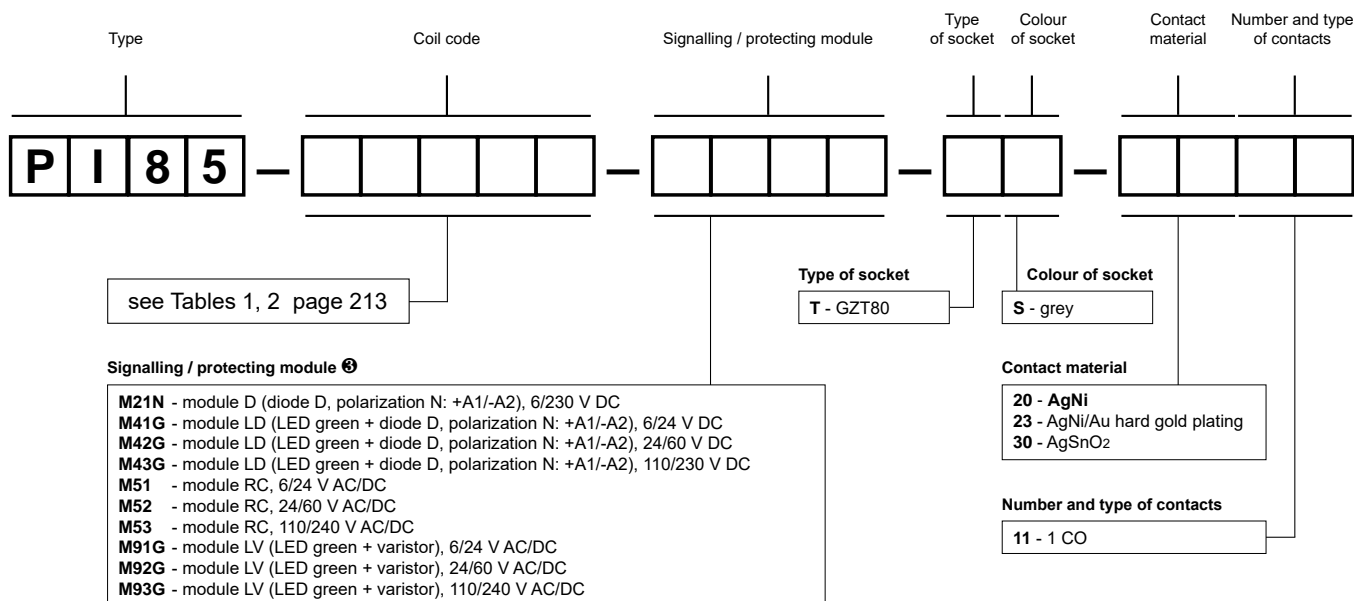 Type
Coil code
Signalling / protecting module
Type
of socket
Colour
of socket
Contact
material
Number and type
of contacts
P I 8 5 – – – –
see Tables 1, 2 page 213
Type of socket
T - GZT80
Colour of socket
S - grey
Signalling / protecting module ❸
M21N - module D (diode D, polarization N: +A1/-A2), 6/230 V DC
M41G - module LD (LED green + diode D, polarization N: +A1/-A2), 6/24 V DC
M42G - module LD (LED green + diode D, polarization N: +A1/-A2), 24/60 V DC
M43G - module LD (LED green + diode D, polarization N: +A1/-A2), 110/230 V DC
M51 - module RC, 6/24 V AC/DC
M52 - module RC, 24/60 V AC/DC
M53 - module RC, 110/240 V AC/DC
M91G - module LV (LED green + varistor), 6/24 V AC/DC
M92G - module LV (LED green + varistor), 24/60 V AC/DC
M93G - module LV (LED green + varistor), 110/240 V AC/DC
Contact material
20 - AgNi
23 - AgNi/Au hard gold plating
30 - AgSnO2
Number and type of contacts
11 - 1 CO